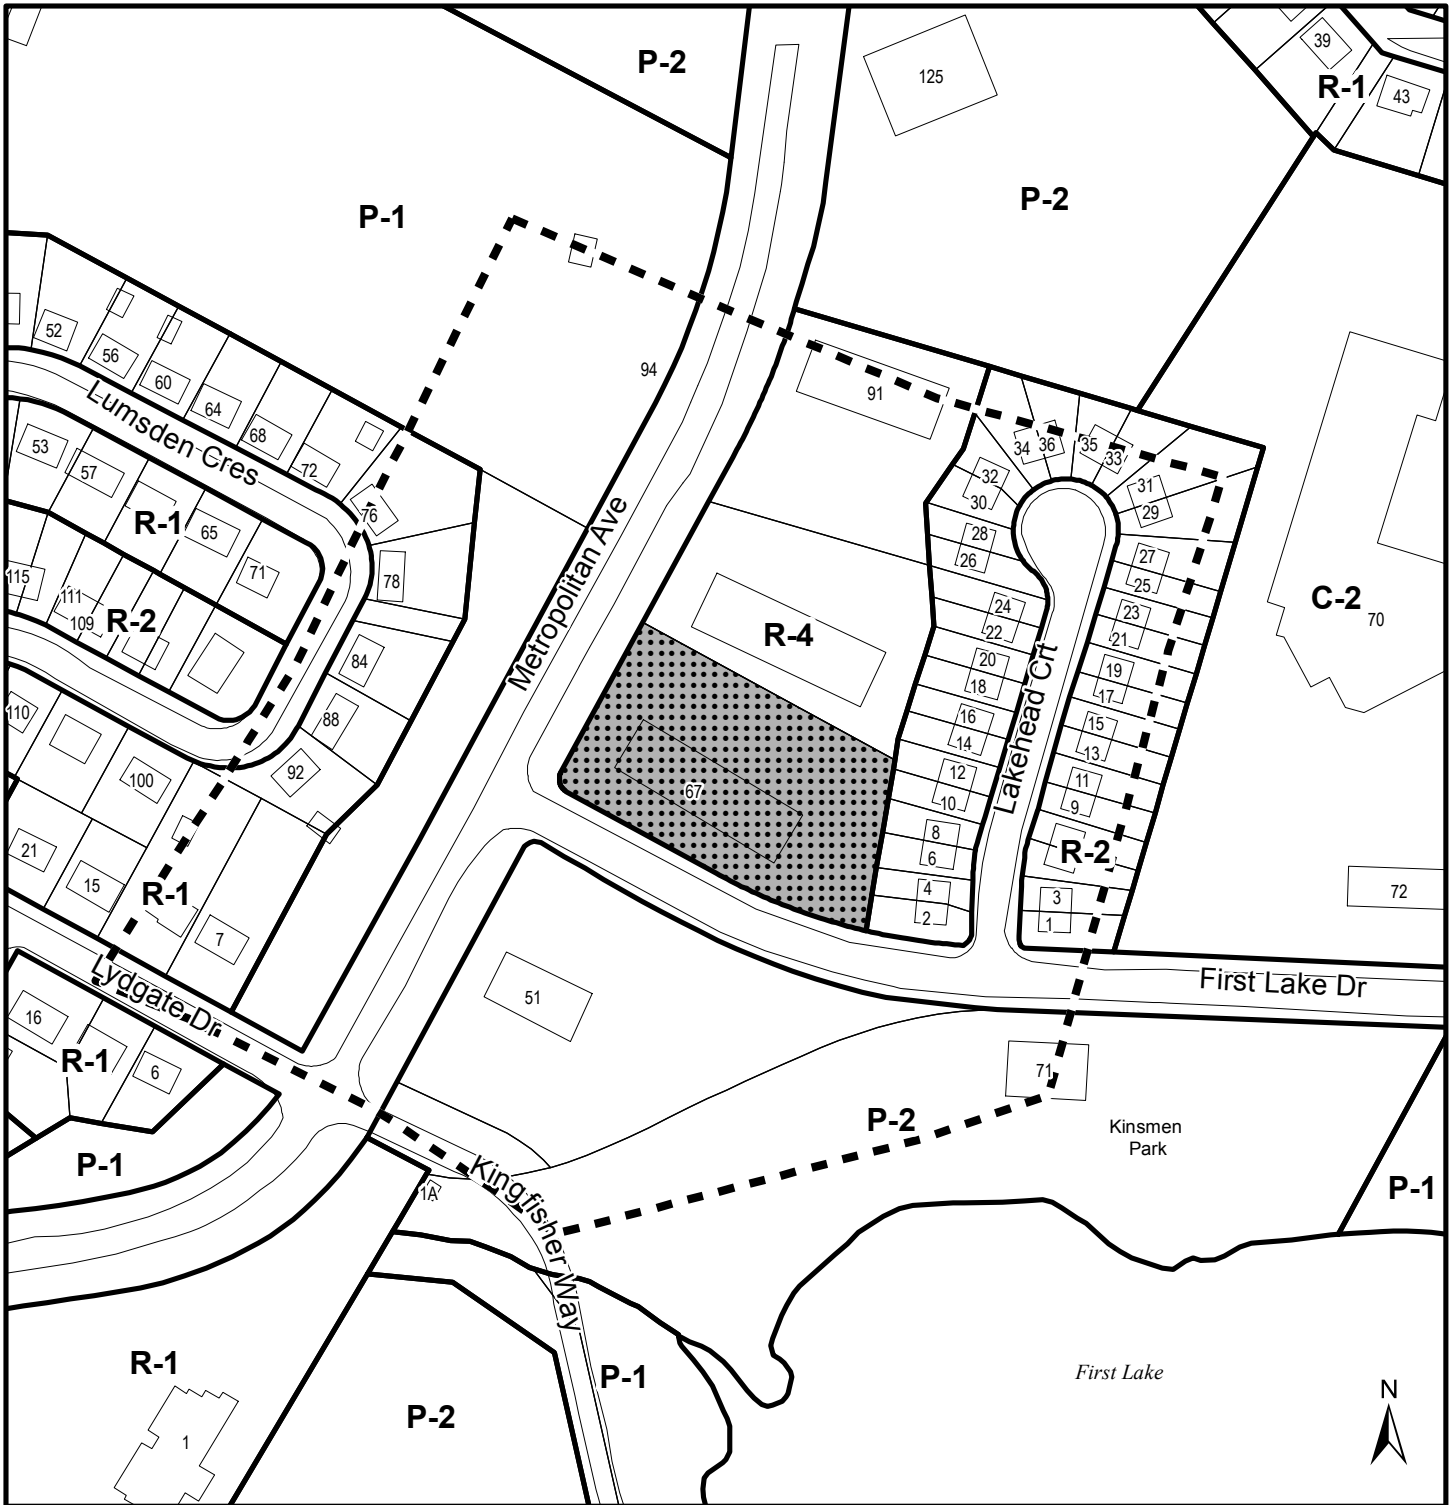 P-2
125
39
R-1
43
P-1
P-2
52
56
60
64
68
72
Lumsden Cres
94
91
34
36
35
33
32
30
31
29
53
57
R-1
65
71
76
78
28
26
27
25
115
111
109
R-2
Metropolitan Ave
24
22
23
21
C-2
70
R-4
84
20
18
19
17
110
88
16
14
15
13
Lakehead Crt
100
92
67
12
10
11
9
21
15
R-1
7
8
6
R-2
4
2
3
1
72
Lydgate Dr
51
First Lake Dr
16
R-1
6
71
P-2
Kinsmen
Park
P-1
1A
Kingfisher Way
P-1
R-1
P-1
First Lake
P-2
1
N